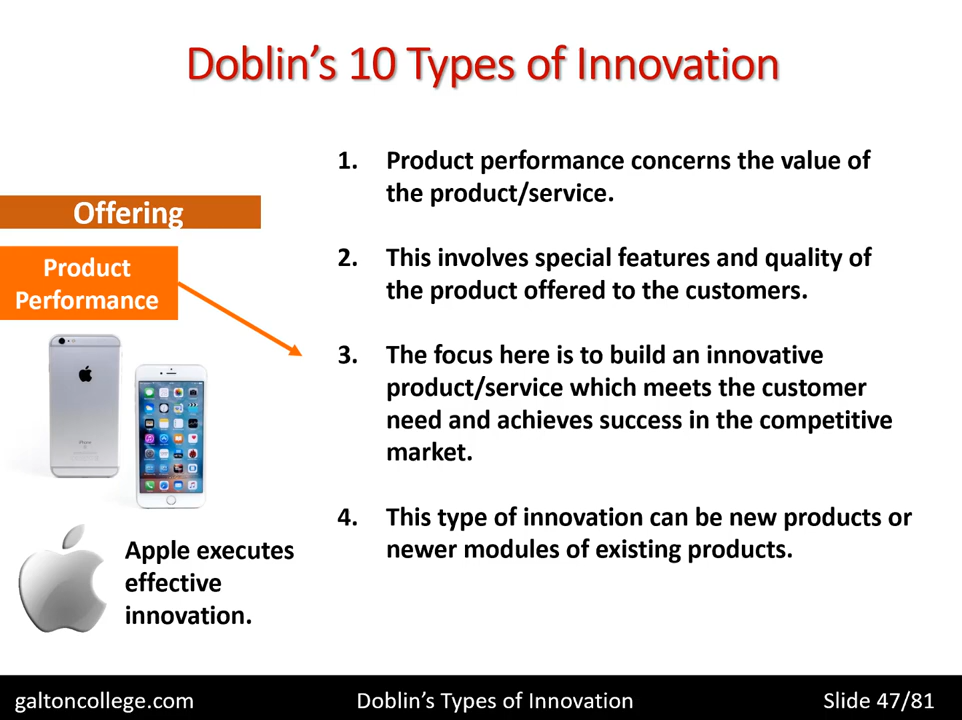 Doblin's 10 Types of Innovation
Offering
Product
Performance
Apple executes
effective
innovation.
1. Product performance concerns the value of
the product/service.
2. This involves special features and quality of
the product offered to the customers.
3. The focus here is to build an innovative
product/service which meets the customer
need and achieves success in the competitive
market.
4. This type of innovation can be new products or
newer modules of existing products.
galtoncollege.com
Doblin's Types of Innovation
Slide 47/81